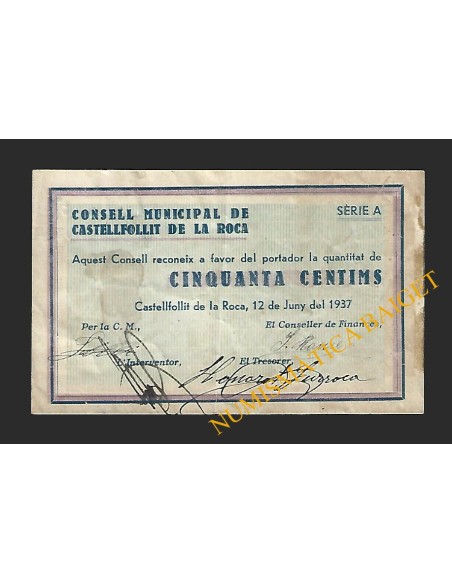 CONSELL MUNICIPAL DE
CASTELLFOLLIT DE LA ROCA
SÈRIE A
Aquest Consell reconeix a favor del portador la quantitat de
CINQUANTA CENTIMS
Castellfollit de la Roca, 12 de Juny del 1937
Per la C. M., El Conseller de Finances,
L'Interventor, El Tresorer,
NUMISMATICA BAIGET